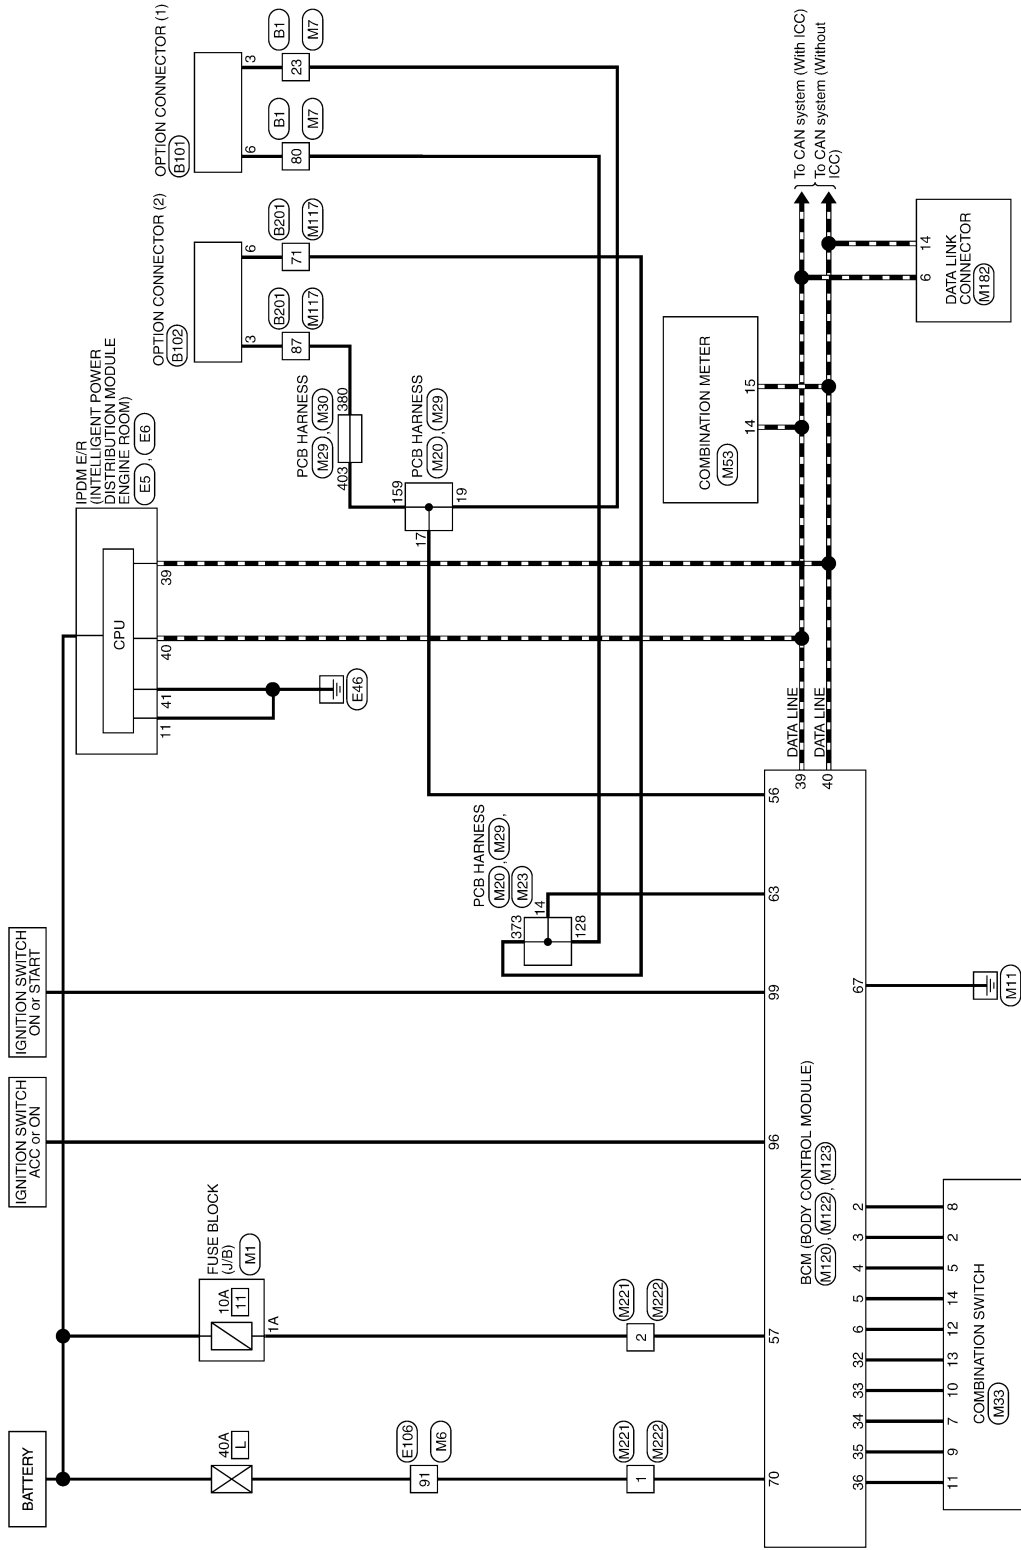 BATTERY
IGNITION SWITCH
ACC or ON
IGNITION SWITCH
ON or START
40A
L
E106
91
M6
M221
1
M222
70
FUSE BLOCK
(J/B)
M1
10A
11
1A
M221
2
M222
57
96
99
IPDM E/R
(INTELLIGENT POWER
DISTRIBUTION MODULE
ENGINE ROOM)
E5 , E6
CPU
11
41
40
39
E46
OPTION CONNECTOR (2)
B102
3
6
B201
87
M117
B201
71
M117
OPTION CONNECTOR (1)
B101
6
3
B1
80
M7
B1
23
M7
PCB HARNESS
M29 , M30
403
380
PCB HARNESS
M20 , M29
159
17
19
PCB HARNESS
M20 , M29 ,
M23
373
14
128
63
56
BCM (BODY CONTROL MODULE)
M120 , M122 , M123
39
DATA LINE
40
DATA LINE
67
M11
36
35
34
33
32
6
5
4
3
2
11
9
7
10
13
12
14
5
2
8
COMBINATION SWITCH
M33
COMBINATION METER
M53
14
15
To CAN system (With ICC)
To CAN system (Without
ICC)
6
14
DATA LINK
CONNECTOR
M182